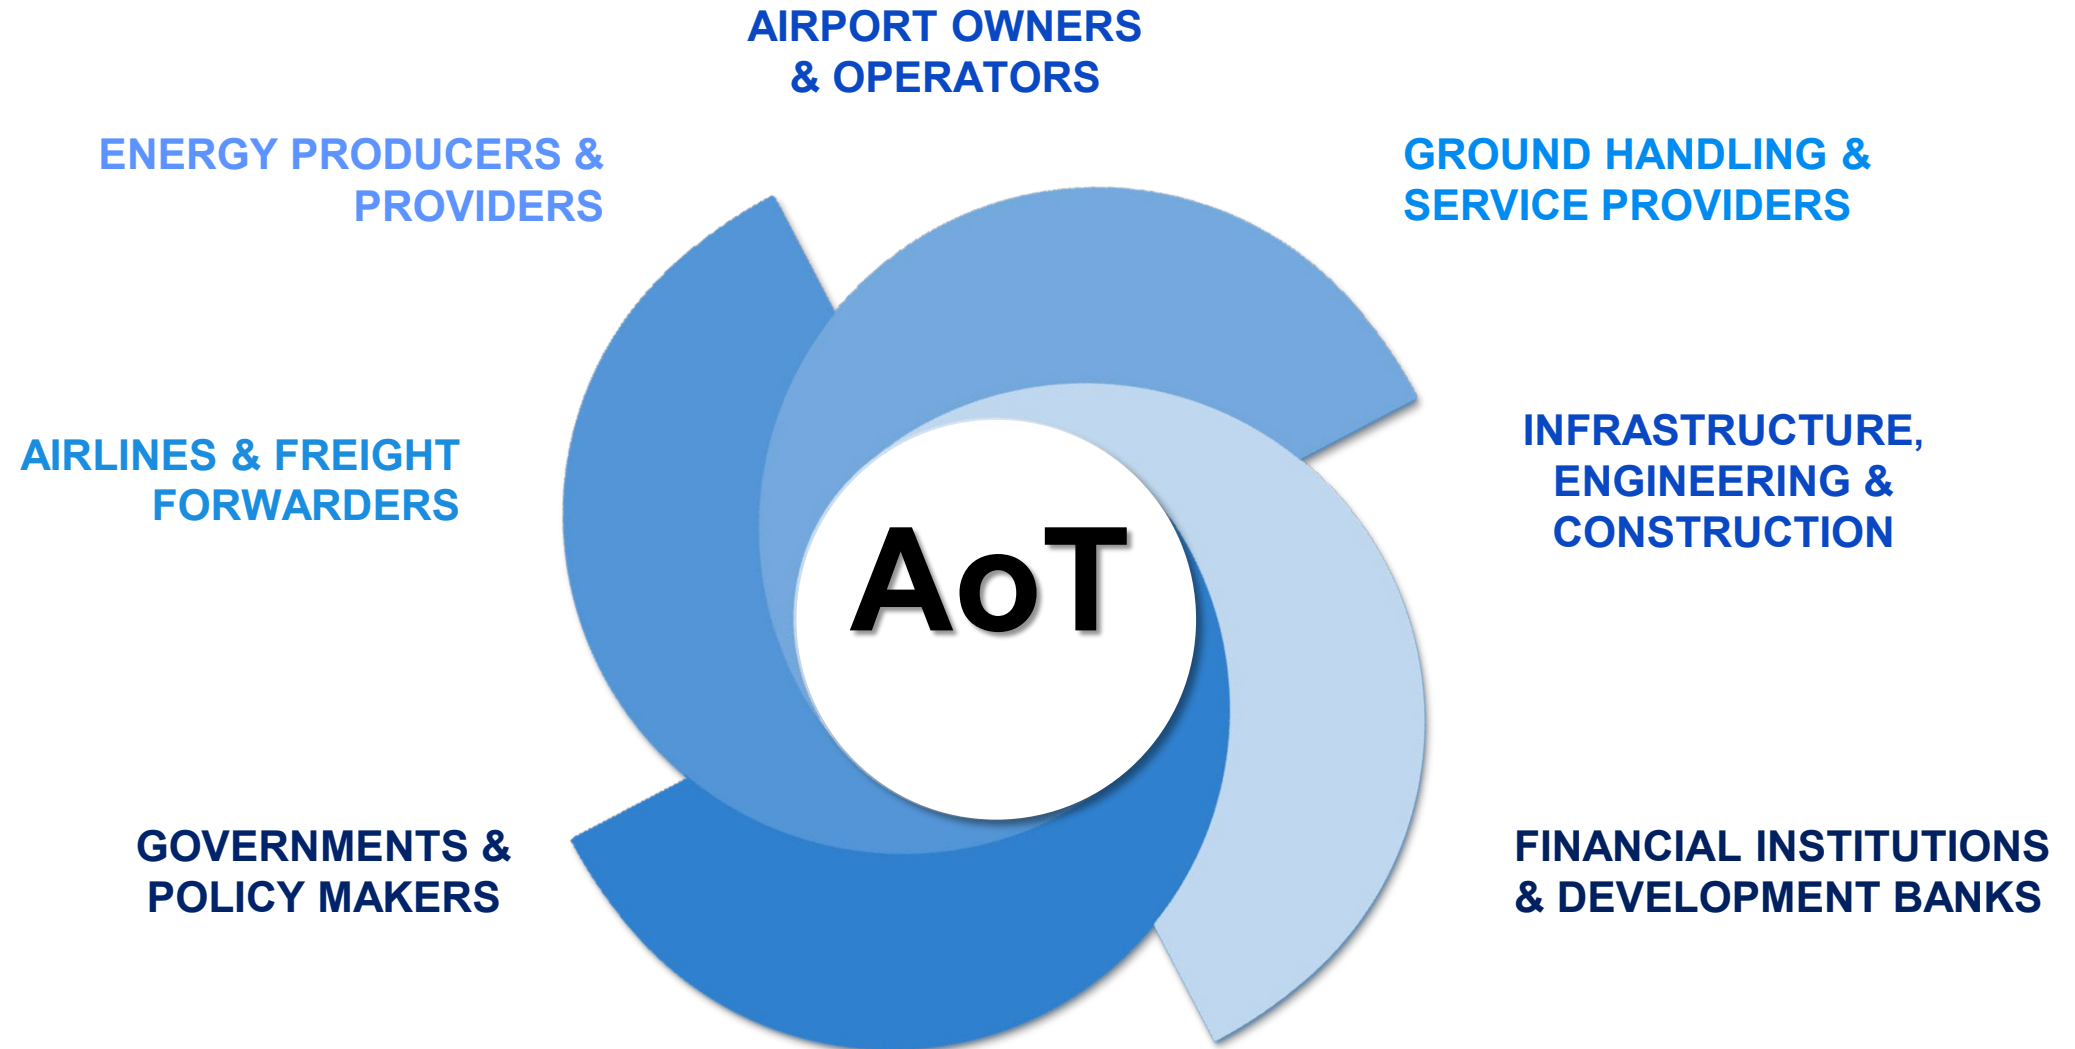 AIRPORT OWNERS
& OPERATORS
ENERGY PRODUCERS &
PROVIDERS
GROUND HANDLING &
SERVICE PROVIDERS
AIRLINES & FREIGHT
FORWARDERS
AoT
INFRASTRUCTURE,
ENGINEERING &
CONSTRUCTION
GOVERNMENTS &
POLICY MAKERS
FINANCIAL INSTITUTIONS
& DEVELOPMENT BANKS